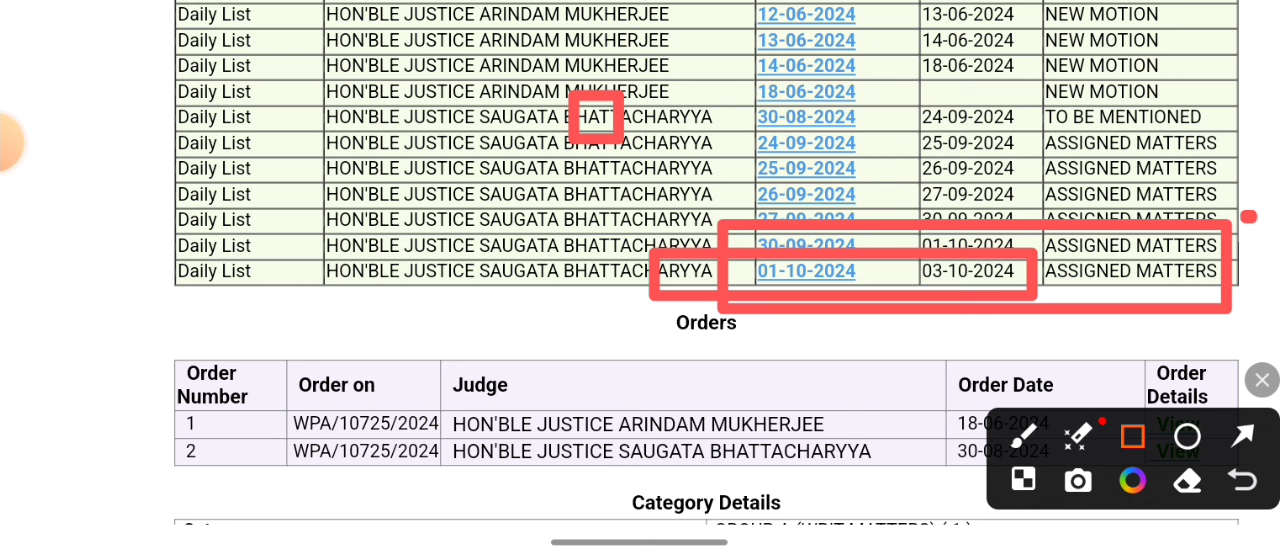 Daily List HON'BLE JUSTICE ARINDAM MUKHERJEE 12-06-2024 13-06-2024 NEW MOTION
Daily List HON'BLE JUSTICE ARINDAM MUKHERJEE 13-06-2024 14-06-2024 NEW MOTION
Daily List HON'BLE JUSTICE ARINDAM MUKHERJEE 14-06-2024 18-06-2024 NEW MOTION
Daily List HON'BLE JUSTICE ARINDAM MUKHERJEE 18-06-2024 NEW MOTION
Daily List HON'BLE JUSTICE SAUGATA BHATTACHARYYA 30-08-2024 24-09-2024 TO BE MENTIONED
Daily List HON'BLE JUSTICE SAUGATA BHATTACHARYYA 24-09-2024 25-09-2024 ASSIGNED MATTERS
Daily List HON'BLE JUSTICE SAUGATA BHATTACHARYYA 25-09-2024 26-09-2024 ASSIGNED MATTERS
Daily List HON'BLE JUSTICE SAUGATA BHATTACHARYYA 26-09-2024 27-09-2024 ASSIGNED MATTERS
Daily List HON'BLE JUSTICE SAUGATA BHATTACHARYYA 27-09-2024 30-09-2024 ASSIGNED MATTERS
Daily List HON'BLE JUSTICE SAUGATA BHATTACHARYYA 30-09-2024 01-10-2024 ASSIGNED MATTERS
Daily List HON'BLE JUSTICE SAUGATA BHATTACHARYYA 01-10-2024 03-10-2024 ASSIGNED MATTERS
Orders
Order Number Order on Judge Order Date Order Details
1 WPA/10725/2024 HON'BLE JUSTICE ARINDAM MUKHERJEE 18-06-2024 View
2 WPA/10725/2024 HON'BLE JUSTICE SAUGATA BHATTACHARYYA 30-08-2024 View
Category Details